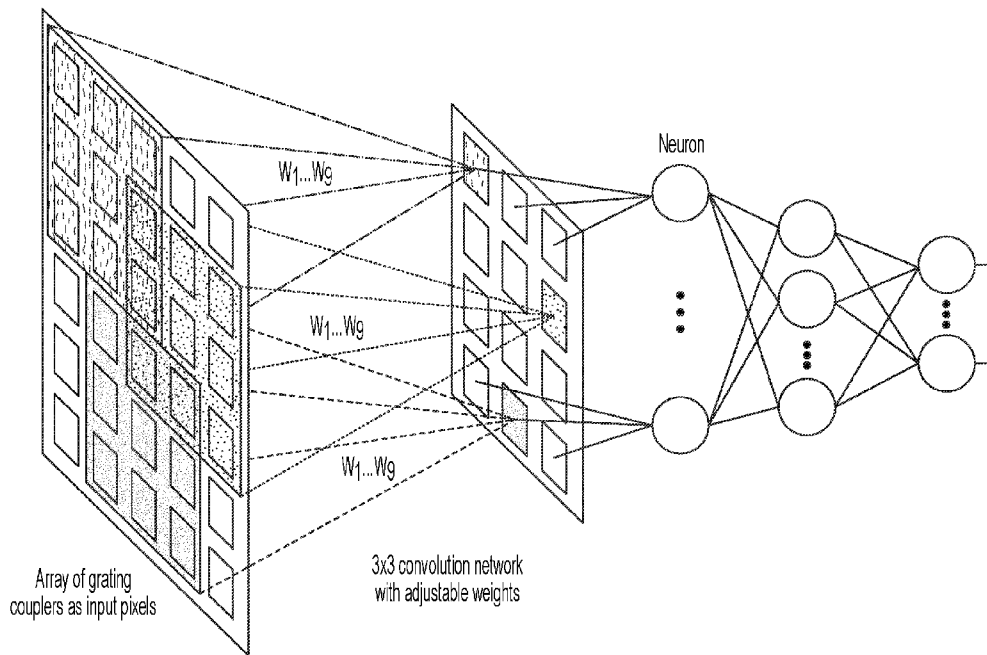 Neuron
W1...W9
W1...W9
W1...W9
Array of grating
couplers as input pixels
3x3 convolution network
with adjustable weights